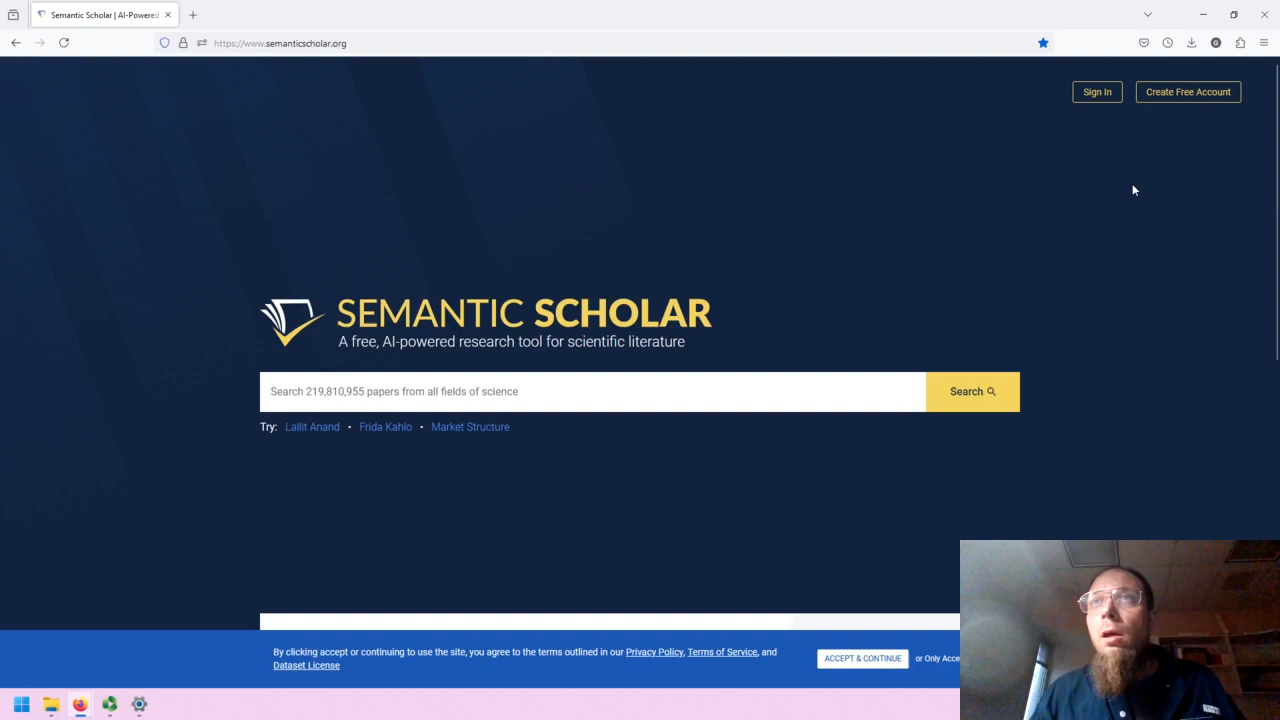 Semantic Scholar | AI-Powered
https://www.semanticscholar.org
Sign In
Create Free Account
SEMANTIC SCHOLAR
A free, AI-powered research tool for scientific literature
Search 219,810,955 papers from all fields of science
Search
Try: Lallit Anand • Frida Kahlo • Market Structure
By clicking accept or continuing to use the site, you agree to the terms outlined in our Privacy Policy, Terms of Service, and
Dataset License
ACCEPT & CONTINUE
or Only Acce